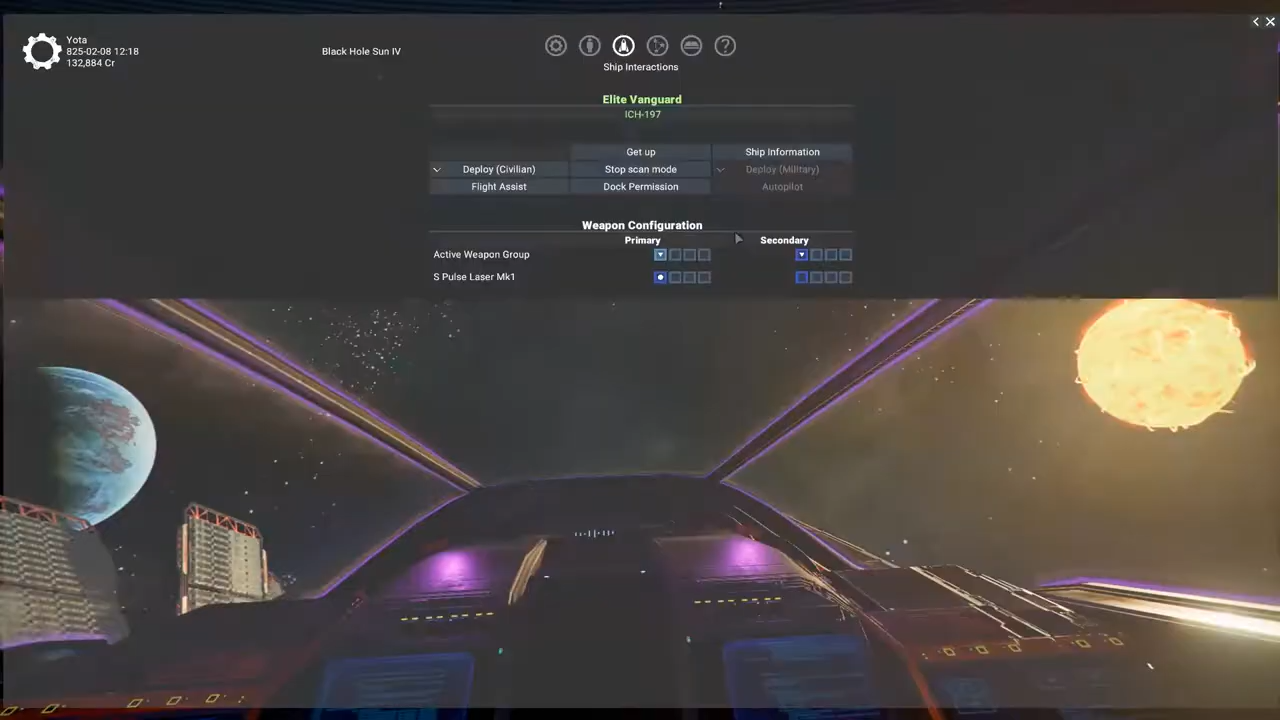 Yota
825-02-08 12:18
132,884 Cr
Black Hole Sun IV
Ship Interactions
Elite Vanguard
ICH-197
Get up
Ship Information
Deploy (Civilian)
Stop scan mode
Deploy (Military)
Flight Assist
Dock Permission
Autopilot
Weapon Configuration
Primary
Secondary
Active Weapon Group
S Pulse Laser Mk1